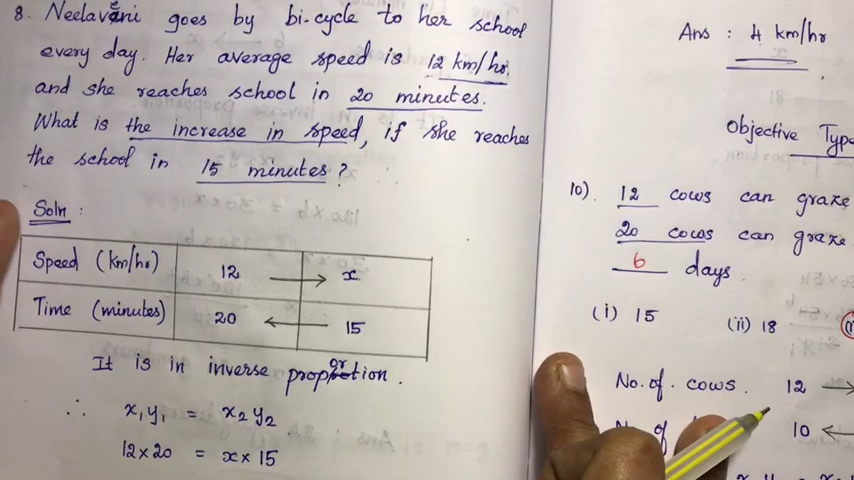 8. Neelaveni goes by bi-cycle to her school
every day. Her average speed is 12 km/hr.
and she reaches school in 20 minutes.
What is the increase in speed, if she reaches
the school in 15 minutes?
Soln :
Speed (km/hr) 12 → x
Time (minutes) 20 ← 15
It is in inverse proportion.
∴ x₁y₁ = x₂y₂
12×20 = x×15
Ans : 4 km/hr
Objective Type
10). 12 cows can graze
20 cows can graze
6 days.
(i) 15 (ii) 18
No. of. cows. 12 →
No. of
10 ←